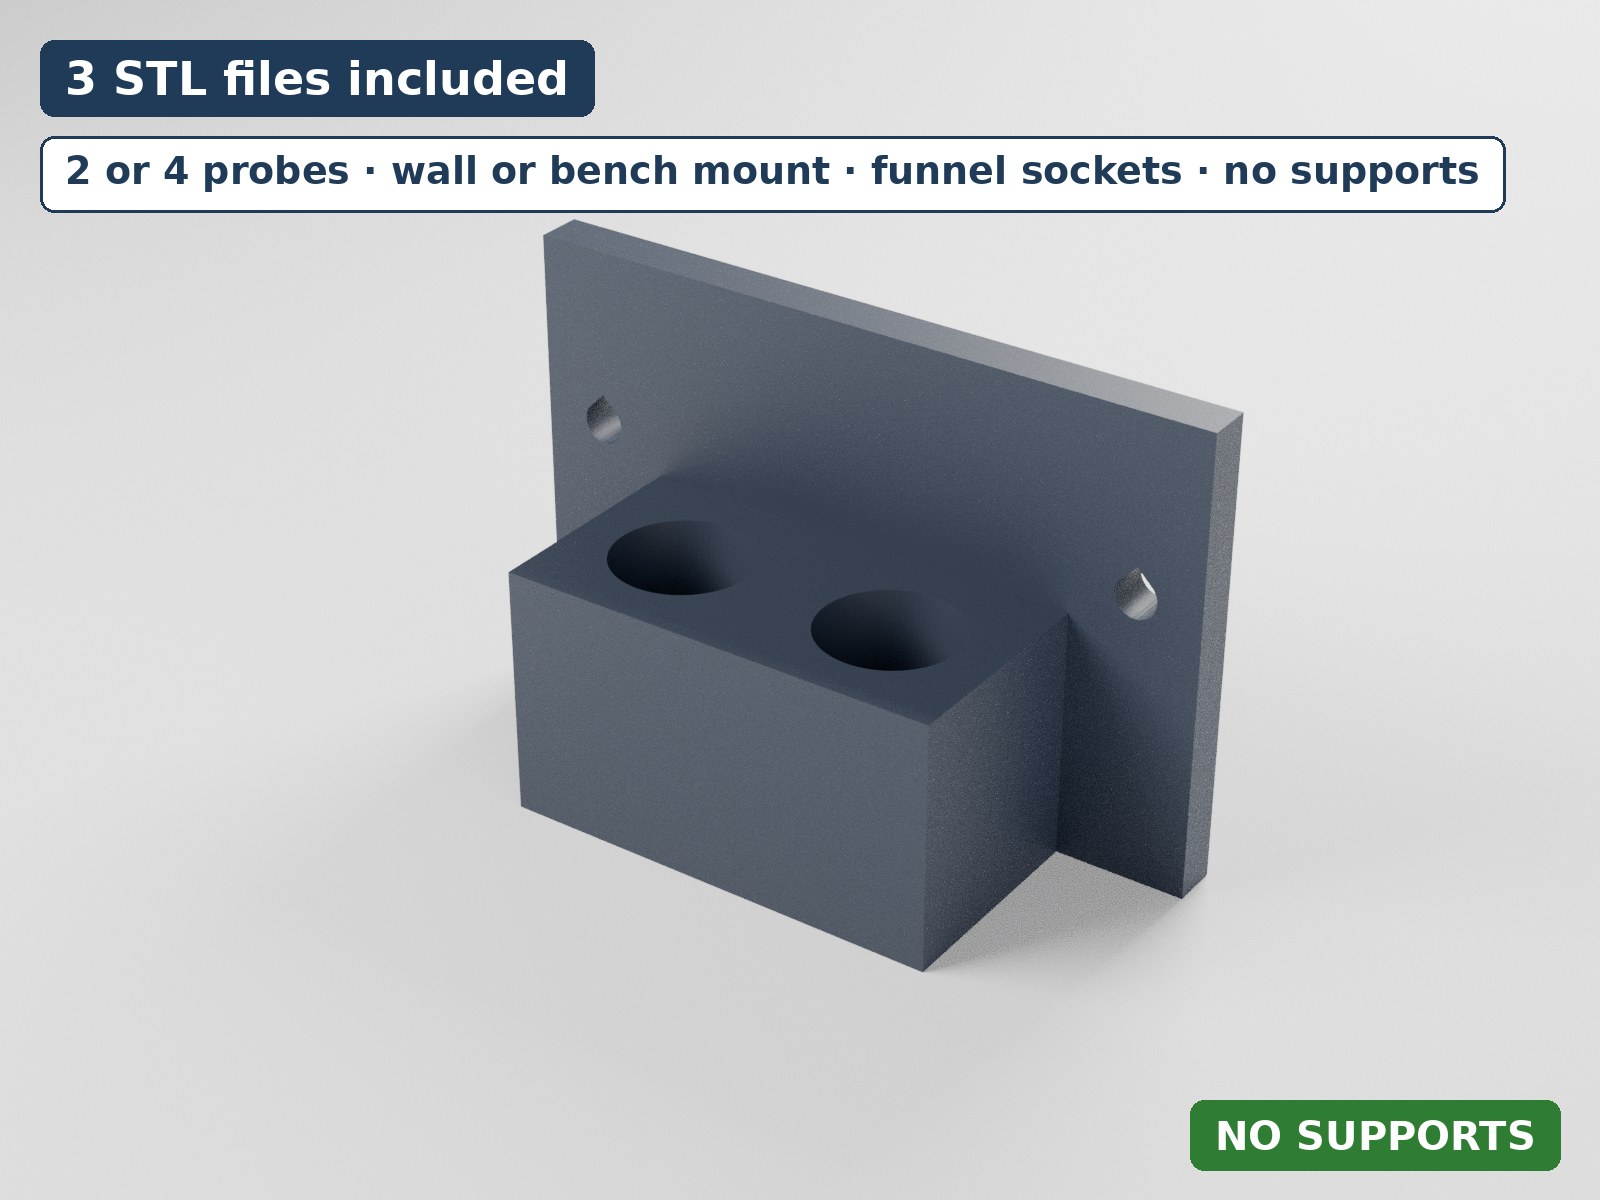 3 STL files included
2 or 4 probes · wall or bench mount · funnel sockets · no supports
NO SUPPORTS